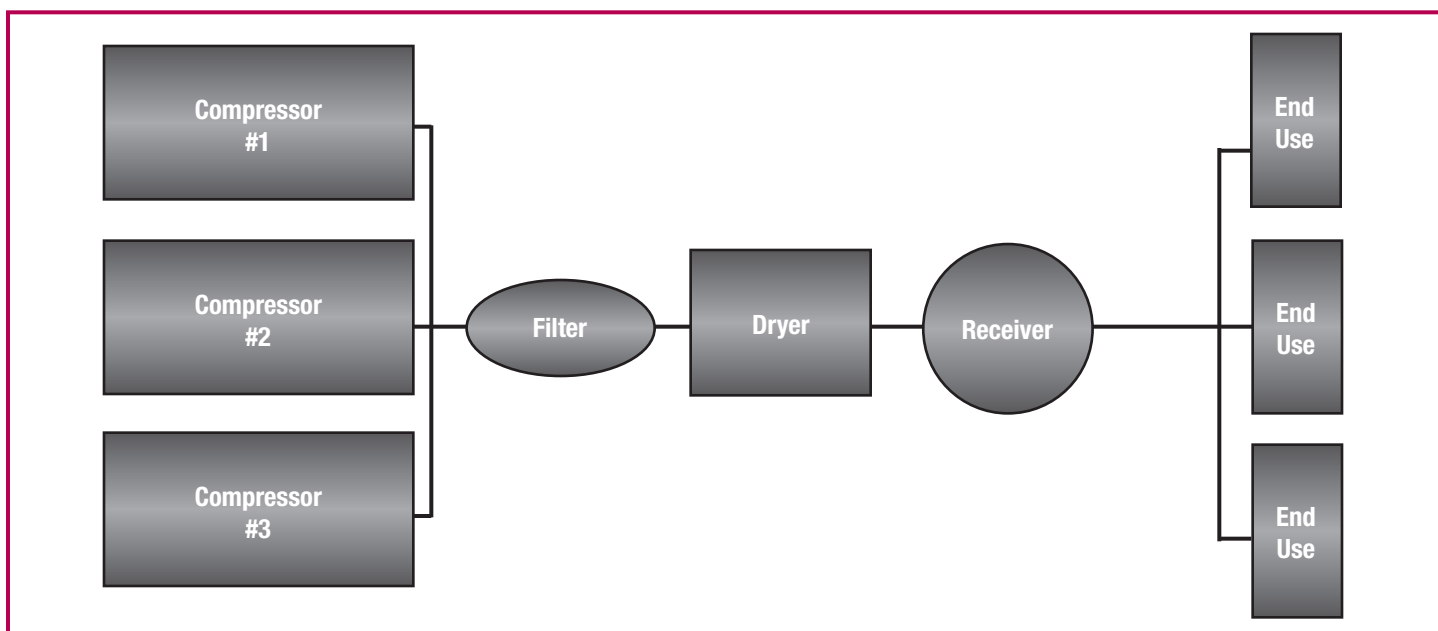 Compressor
#1
Compressor
#2
Compressor
#3
Filter
Dryer
Receiver
End
Use
End
Use
End
Use